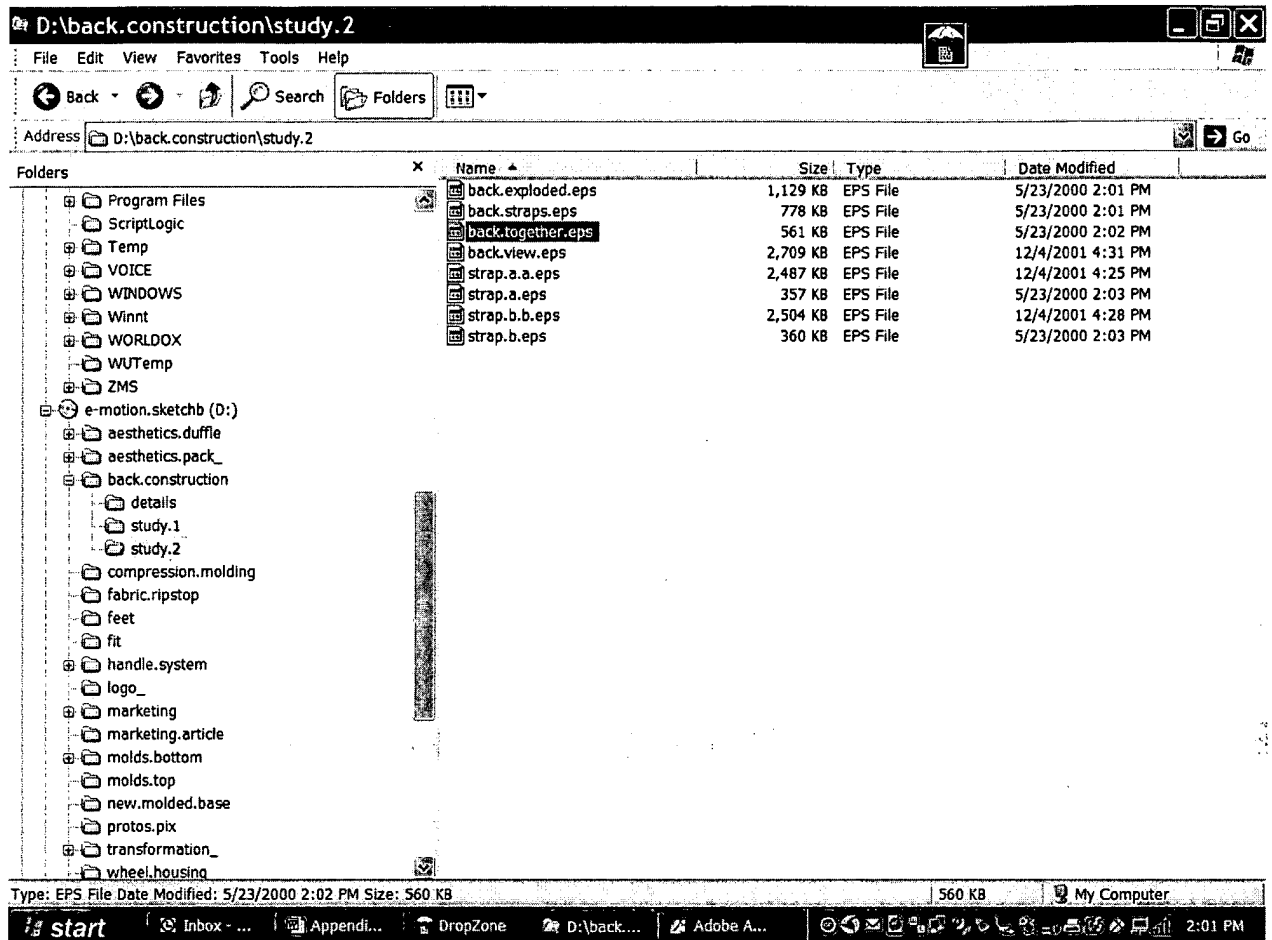 D:\back.construction\study.2
File Edit View Favorites Tools Help
Back Search Folders
Address D:\back.construction\study.2 Go
Folders x
Program Files
ScriptLogic
Temp
VOICE
WINDOWS
Winnt
WORLDOX
WUTemp
ZMS
e-motion.sketchb (D:)
aesthetics.duffle
aesthetics.pack_
back.construction
details
study.1
study.2
compression.molding
fabric.ripstop
feet
fit
handle.system
logo_
marketing
marketing.article
molds.bottom
molds.top
new.molded.base
protos.pix
transformation_
wheel.housing
Name Size Type Date Modified
back.exploded.eps 1,129 KB EPS File 5/23/2000 2:01 PM
back.straps.eps 778 KB EPS File 5/23/2000 2:01 PM
back.together.eps 561 KB EPS File 5/23/2000 2:02 PM
back.view.eps 2,709 KB EPS File 12/4/2001 4:31 PM
strap.a.a.eps 2,487 KB EPS File 12/4/2001 4:25 PM
strap.a.eps 357 KB EPS File 5/23/2000 2:03 PM
strap.b.b.eps 2,504 KB EPS File 12/4/2001 4:28 PM
strap.b.eps 360 KB EPS File 5/23/2000 2:03 PM
Type: EPS File Date Modified: 5/23/2000 2:02 PM Size: 560 KB 560 KB My Computer
start Inbox - ... Appendi... DropZone D:\back.... Adobe A... 2:01 PM